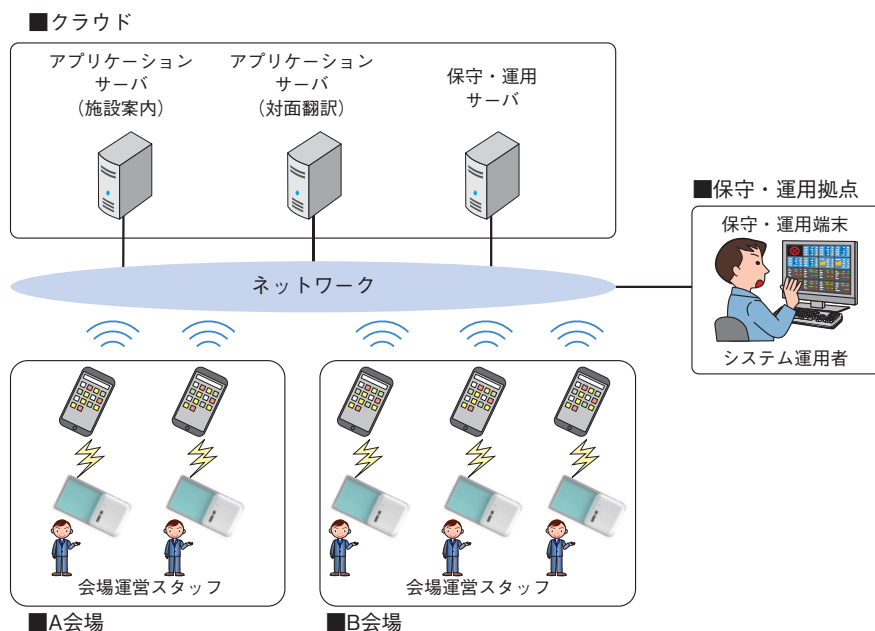 ■クラウド
アプリケーション
サーバ
（施設案内）
アプリケーション
サーバ
（対面翻訳）
保守・運用
サーバ
■保守・運用拠点
保守・運用端末
システム運用者
ネットワーク
会場運営スタッフ
会場運営スタッフ
■A会場
■B会場